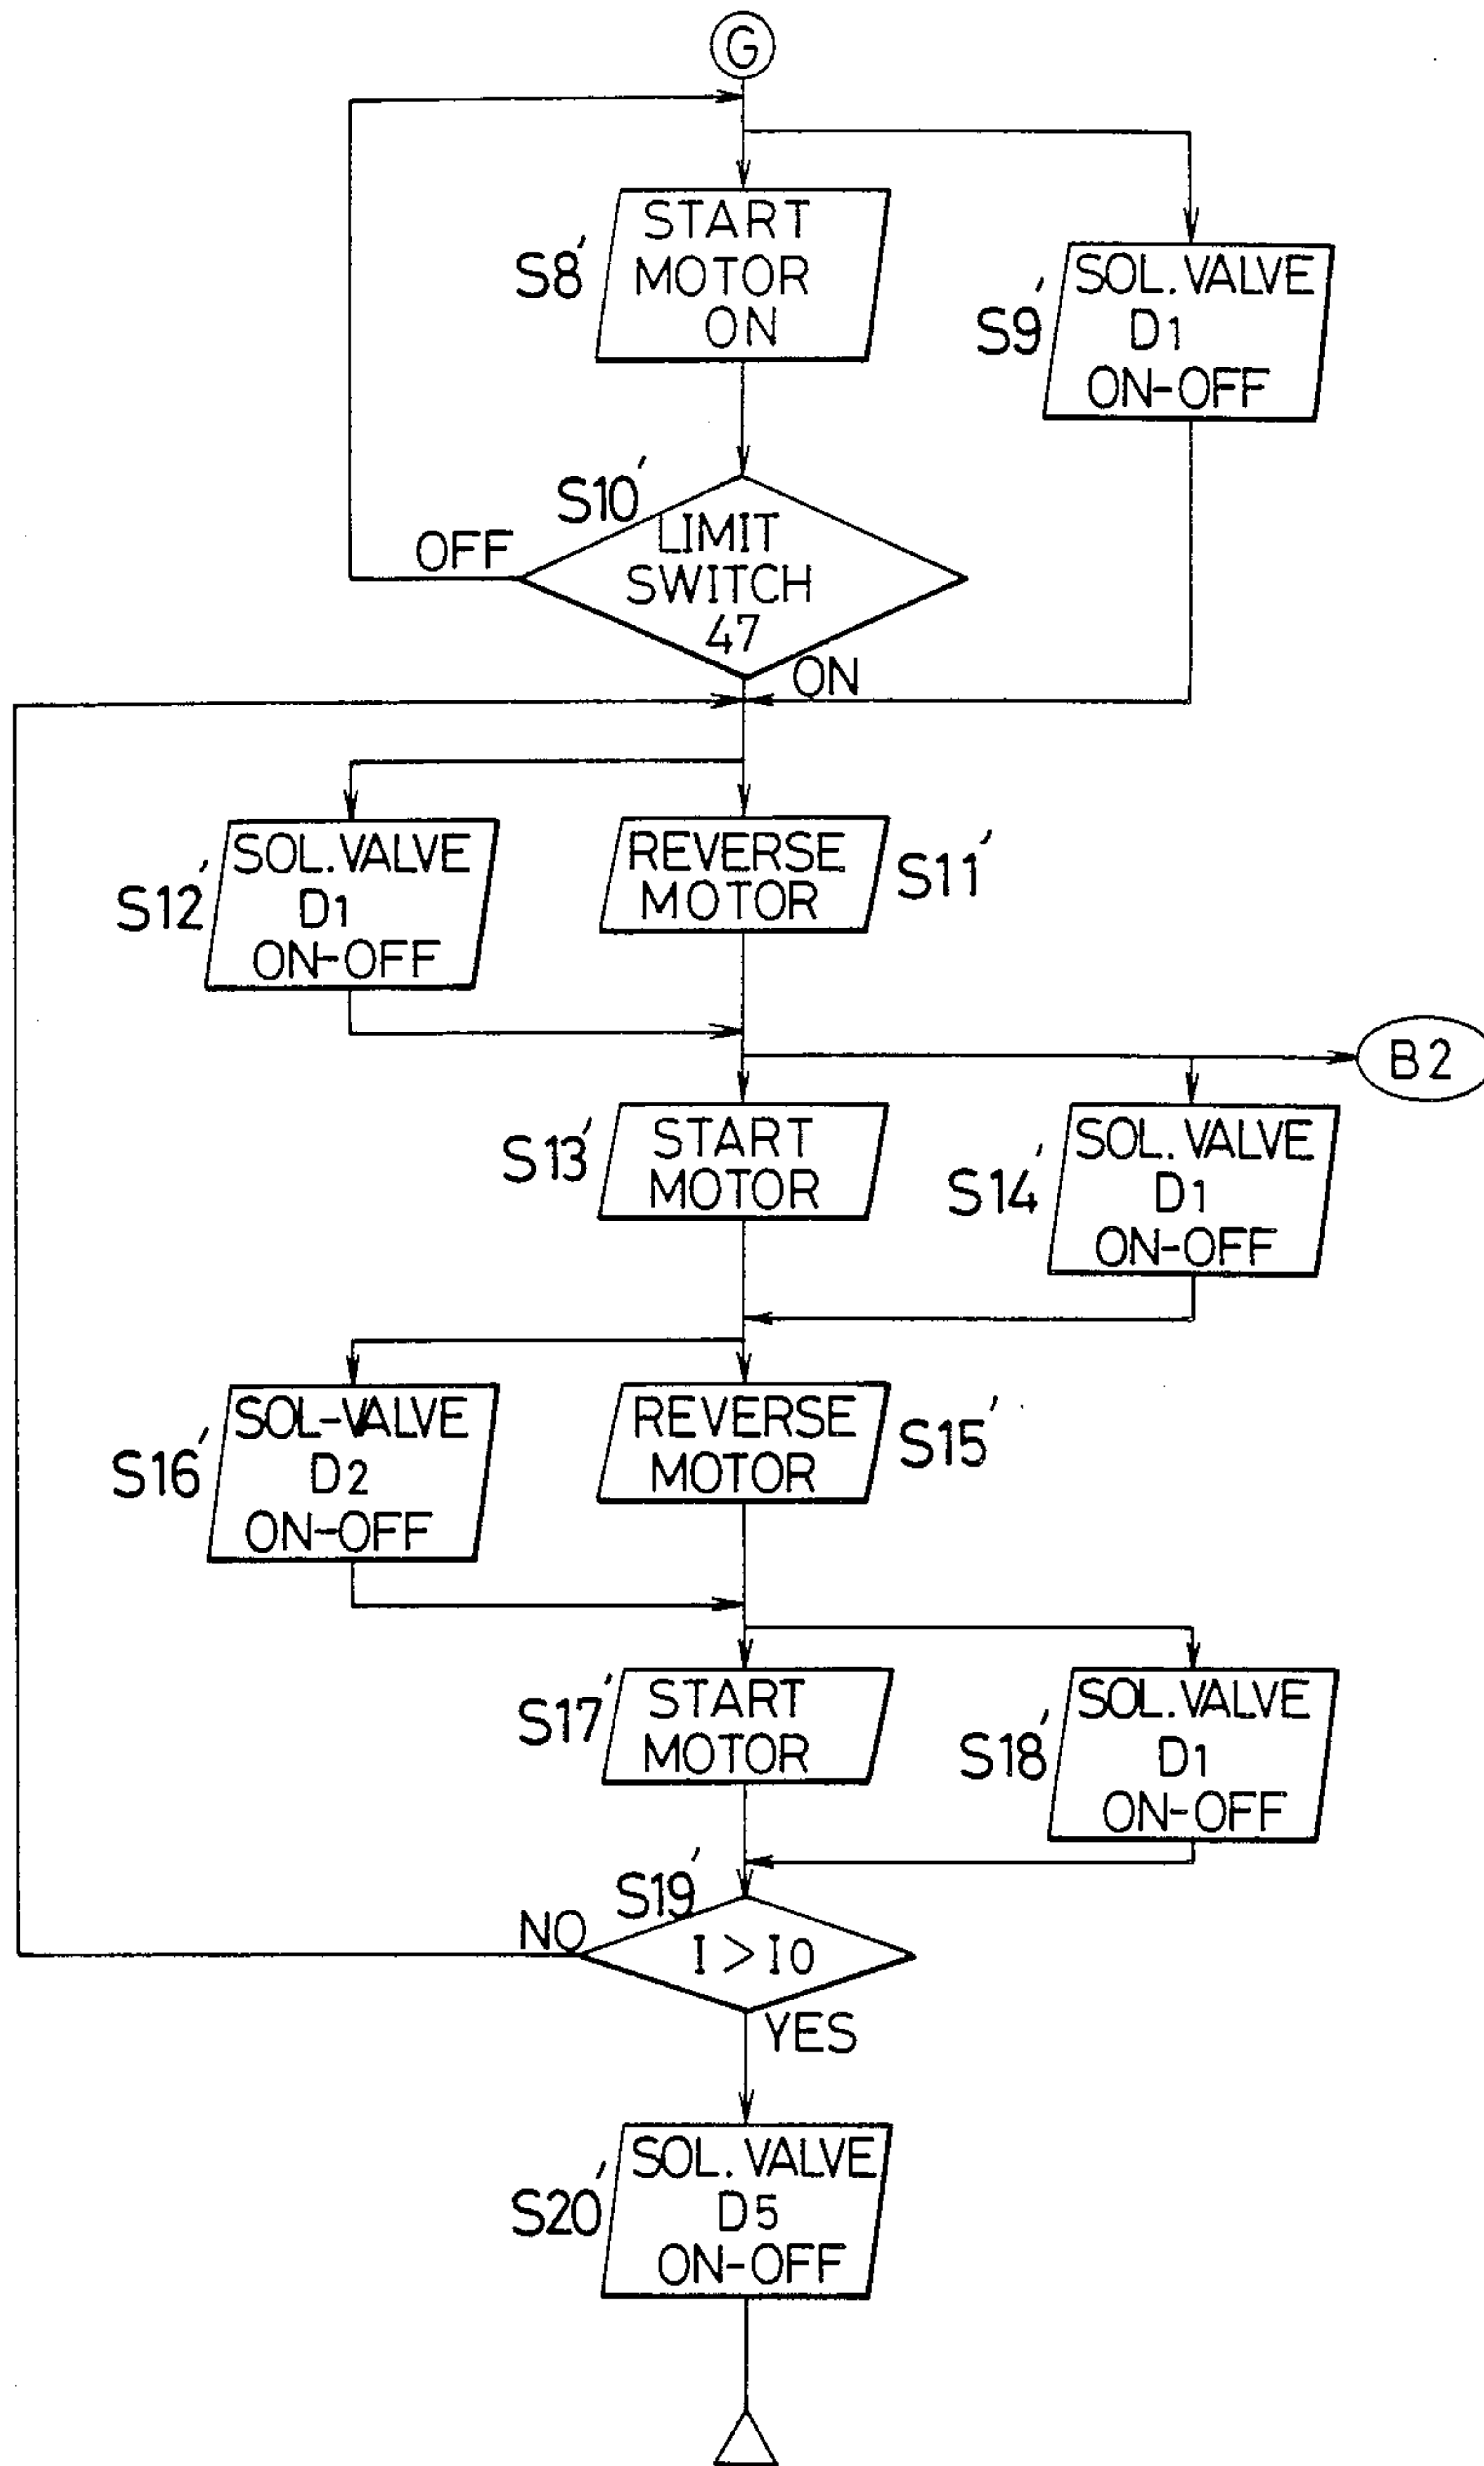 G
START
MOTOR
ON
S8'
SOL. VALVE
D1
ON-OFF
S9'
S10'
LIMIT
SWITCH
47
OFF
ON
SOL. VALVE
D1
ON-OFF
S12'
REVERSE
MOTOR
S11'
B2
S13'
START
MOTOR
S14'
SOL. VALVE
D1
ON-OFF
S16'
SOL-VALVE
D2
ON-OFF
REVERSE
MOTOR
S15'
S17'
START
MOTOR
S18'
SOL. VALVE
D1
ON-OFF
S19'
NO
I > I0
YES
S20'
SOL. VALVE
D5
ON-OFF